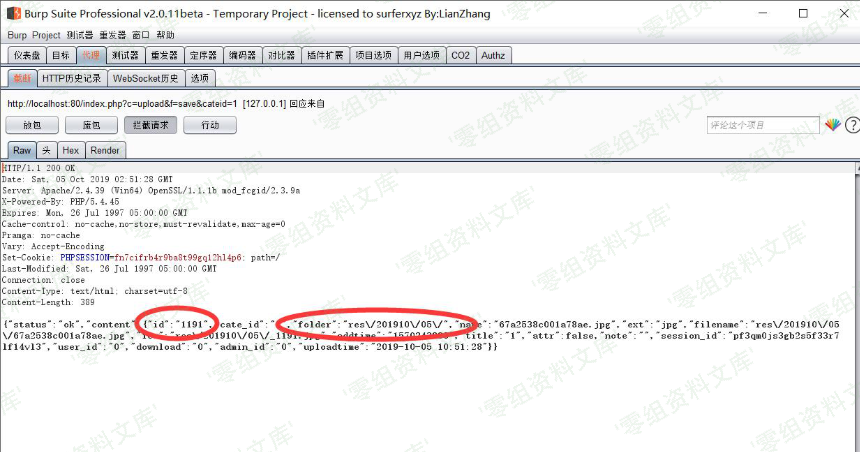 Burp Suite Professional v2.0.11beta - Temporary Project - licensed to surferxyz By:LianZhang
Burp Project 测试器 重发器 窗口 帮助
仪表盘 目标 代理 测试器 重发器 定序器 编码器 对比器 插件扩展 项目选项 用户选项 CO2 Authz
截断 HTTP历史记录 WebSocket历史 选项
http://localhost:80/index.php?c=upload&f=save&cateid=1 [127.0.0.1] 回应来自
放包 废包 拦截请求 行动 评论这个项目
Raw 头 Hex Render
HTTP/1.1 200 OK
Date: Sat, 05 Oct 2019 02:51:28 GMT
Server: Apache/2.4.39 (Win64) OpenSSL/1.1.1b mod_fcgid/2.3.9a
X-Powered-By: PHP/5.4.45
Expires: Mon, 26 Jul 1997 05:00:00 GMT
Cache-control: no-cache,no-store,must-revalidate,max-age=0
Pramga: no-cache
Vary: Accept-Encoding
Set-Cookie: PHPSESSION=fn7cifrb4r9ba8t99gq12hl4p6; path=/
Last-Modified: Sat, 26 Jul 1997 05:00:00 GMT
Connection: close
Content-Type: text/html; charset=utf-8
Content-Length: 389
{"status":"ok","content":{"id":"1191","cate_id":"1","folder":"res\/201910\/05\/","name":"67a2538c001a78ae.jpg","ext":"jpg","filename":"res\/201910\/05
\/67a2538c001a78ae.jpg", \/201910\/05\/_1191.jpg", "title":"1","attr":false,"note":"","session_id":"pf3qm0js3gb2s5f33r7
lf14vl3","user_id":"0","download":"0","admin_id":"0","uploadtime":"2019-10-05 10:51:28"}}
零组资料文库